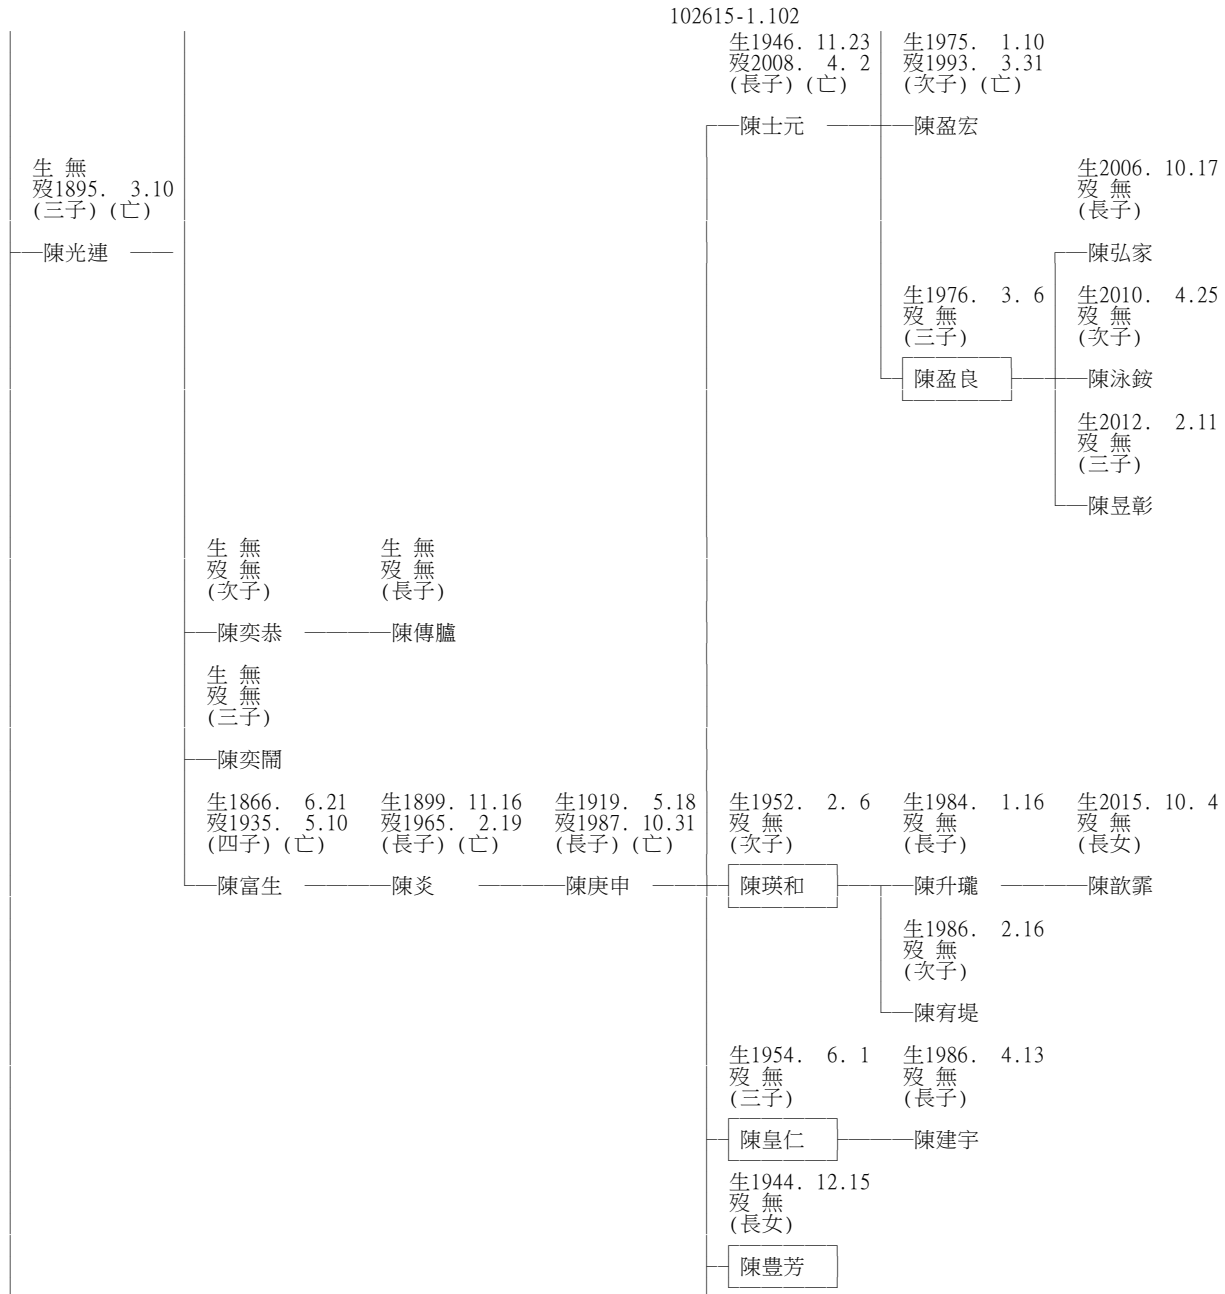 102615-1.102
生1946. 11.23 生1975. 1.10
歿2008. 4. 2 歿1993. 3.31
(長子)(亡) (次子)(亡)
陳士元 陳盈宏
生 無 生2006. 10.17
歿1895. 3.10 歿 無
(三子)(亡) (長子)
陳光連 陳弘家
生1976. 3. 6 生2010. 4.25
歿 無 歿 無
(三子) (次子)
陳盈良 陳泳銨
生2012. 2.11
歿 無
(三子)
陳昱彰
生 無 生 無
歿 無 歿 無
(次子) (長子)
陳奕恭 陳傳臚
生 無
歿 無
(三子)
陳奕鬧
生1866. 6.21 生1899. 11.16 生1919. 5.18 生1952. 2. 6 生1984. 1.16 生2015. 10. 4
歿1935. 5.10 歿1965. 2.19 歿1987. 10.31 歿 無 歿 無 歿 無
(四子)(亡) (長子)(亡) (長子)(亡) (次子) (長子) (長女)
陳富生 陳炎 陳庚申 陳瑛和 陳升瓏 陳歆霏
生1986. 2.16
歿 無
(次子)
陳宥堤
生1954. 6. 1 生1986. 4.13
歿 無 歿 無
(三子) (長子)
陳皇仁 陳建宇
生1944. 12.15
歿 無
(長女)
陳豊芳